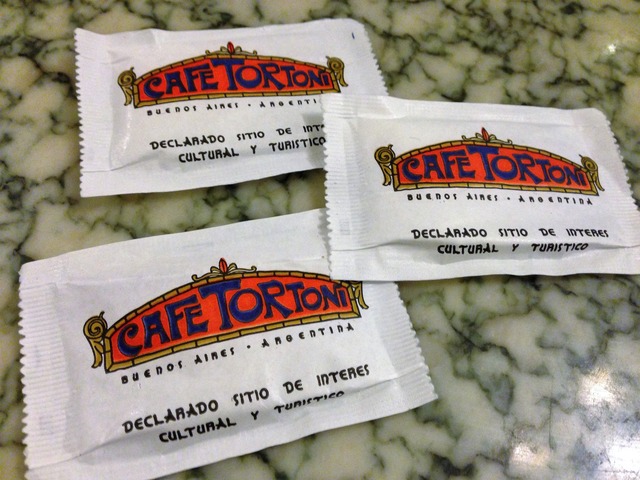 CAFE TORTONI
BUENOS AIRES • ARGENTINA
DECLARADO SITIO DE INTE
CULTURAL Y TURISTICO
CAFE TORTONI
BUENOS AIRES • ARGENTINA
DECLARADO SITIO DE INTERES
CULTURAL Y TURISTICO
CAFE TORTONI
BUENOS AIRES • ARGENTINA
DECLARADO SITIO DE INTERES
CULTURAL Y TURISTICO